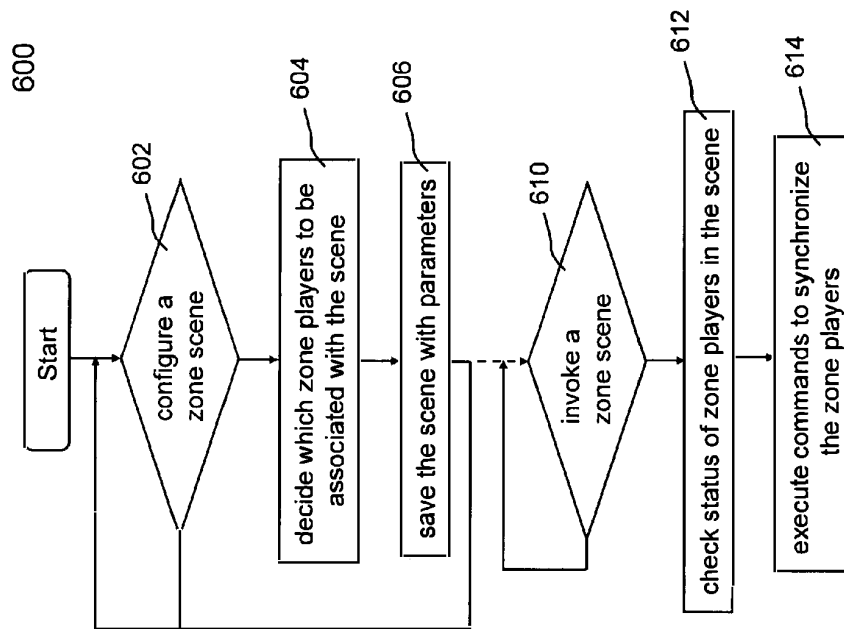 600
Start
602
configure a
zone scene
604
decide which zone players to be
associated with the scene
606
save the scene with parameters
610
invoke a
zone scene
612
check status of zone players in the scene
614
execute commands to synchronize
the zone players